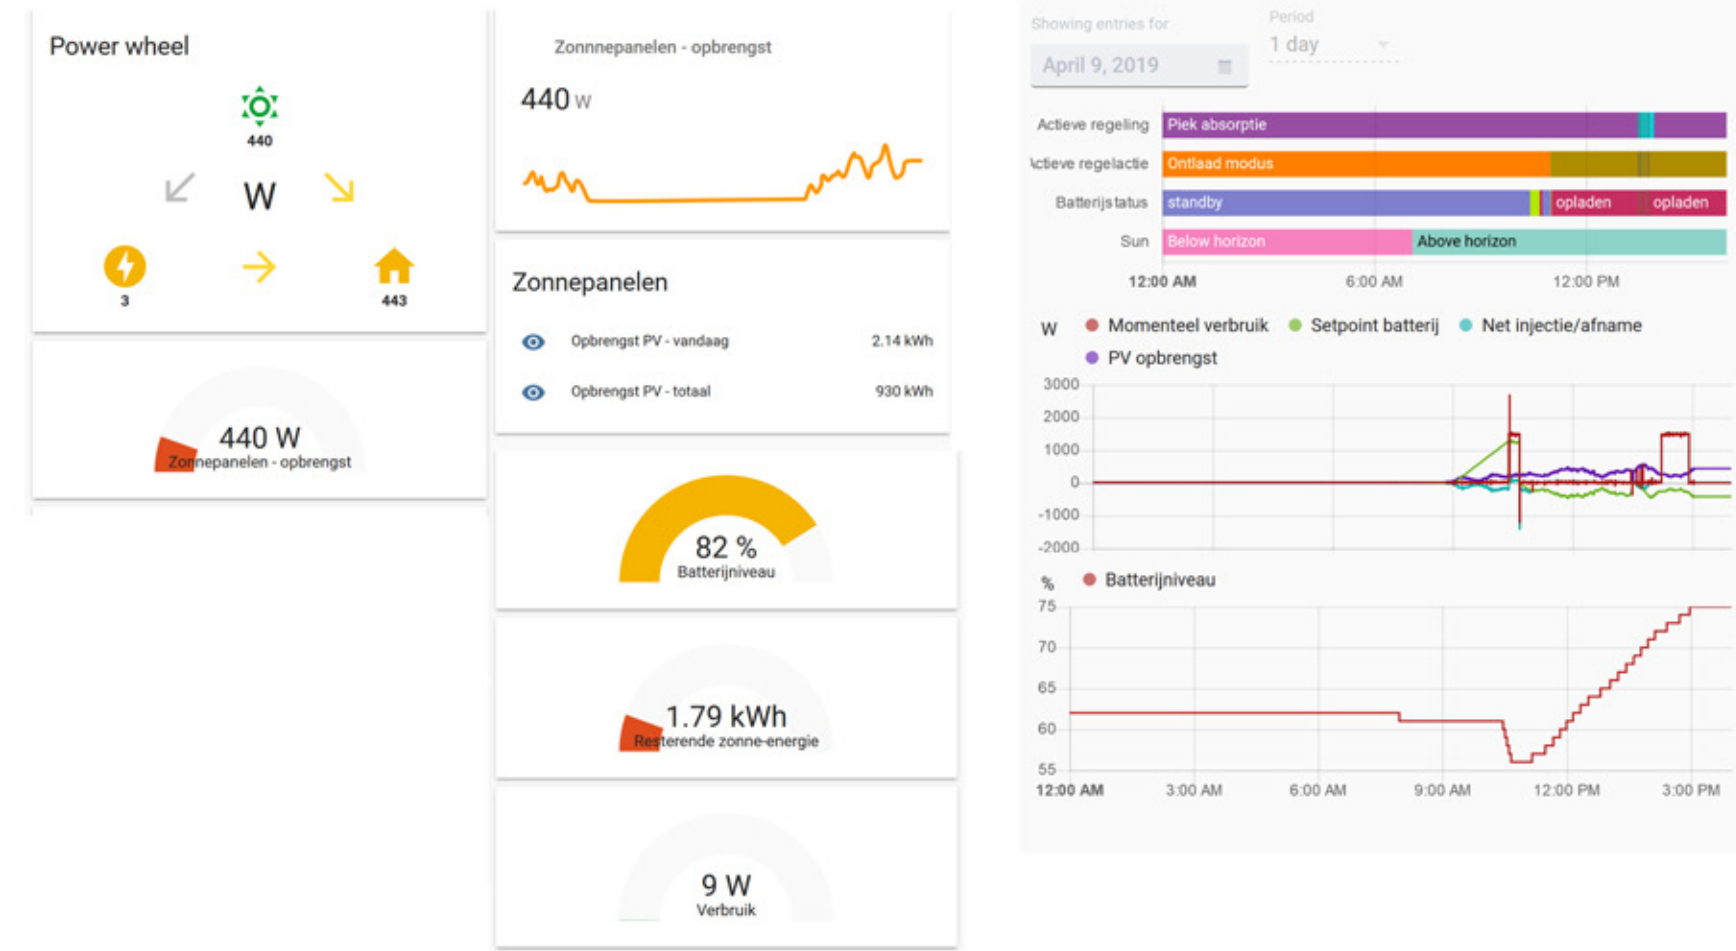 Power wheel
440
W
3
443
440 W
Zonnepanelen - opbrengst
Zonnnepanelen - opbrengst
440 W
Zonnepanelen
Opbrengst PV - vandaag 2.14 kWh
Opbrengst PV - totaal 930 kWh
82 %
Batterijniveau
1.79 kWh
Resterende zonne-energie
9 W
Verbruik
Showing entries for
April 9, 2019
Period
1 day
Actieve regeling Piek absorptie
ctieve regelactie Ontlaad modus
Batterijstatus standby opladen opladen
Sun Below horizon Above horizon
12:00 AM 6:00 AM 12:00 PM
W Momenteel verbruik Setpoint batterij Net injectie/afname
PV opbrengst
3000
2000
1000
0
-1000
-2000
% Batterijniveau
75
70
65
60
55
12:00 AM 3:00 AM 6:00 AM 9:00 AM 12:00 PM 3:00 PM